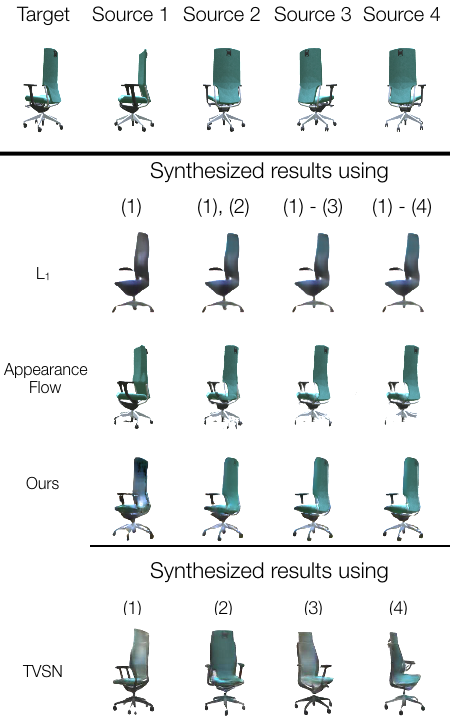 Target Source 1 Source 2 Source 3 Source 4
Synthesized results using
(1) (1), (2) (1) - (3) (1) - (4)
L₁
Appearance
Flow
Ours
Synthesized results using
(1) (2) (3) (4)
TVSN